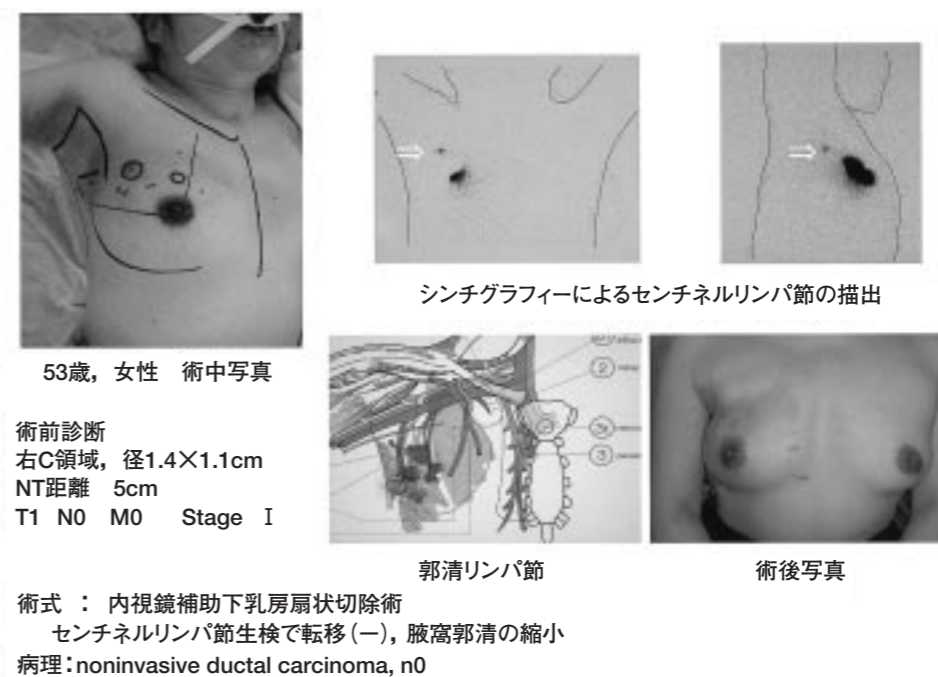 シンチグラフィーによるセンチネルリンパ節の描出
53歳，女性　術中写真
術前診断
右C領域，径1.4×1.1cm
NT距離　5cm
T1　N0　M0　　Stage　Ⅰ
2
3
郭清リンパ節
術後写真
術式　：　内視鏡補助下乳房扇状切除術
センチネルリンパ節生検で転移（－），腋窩郭清の縮小
病理：noninvasive ductal carcinoma, n0